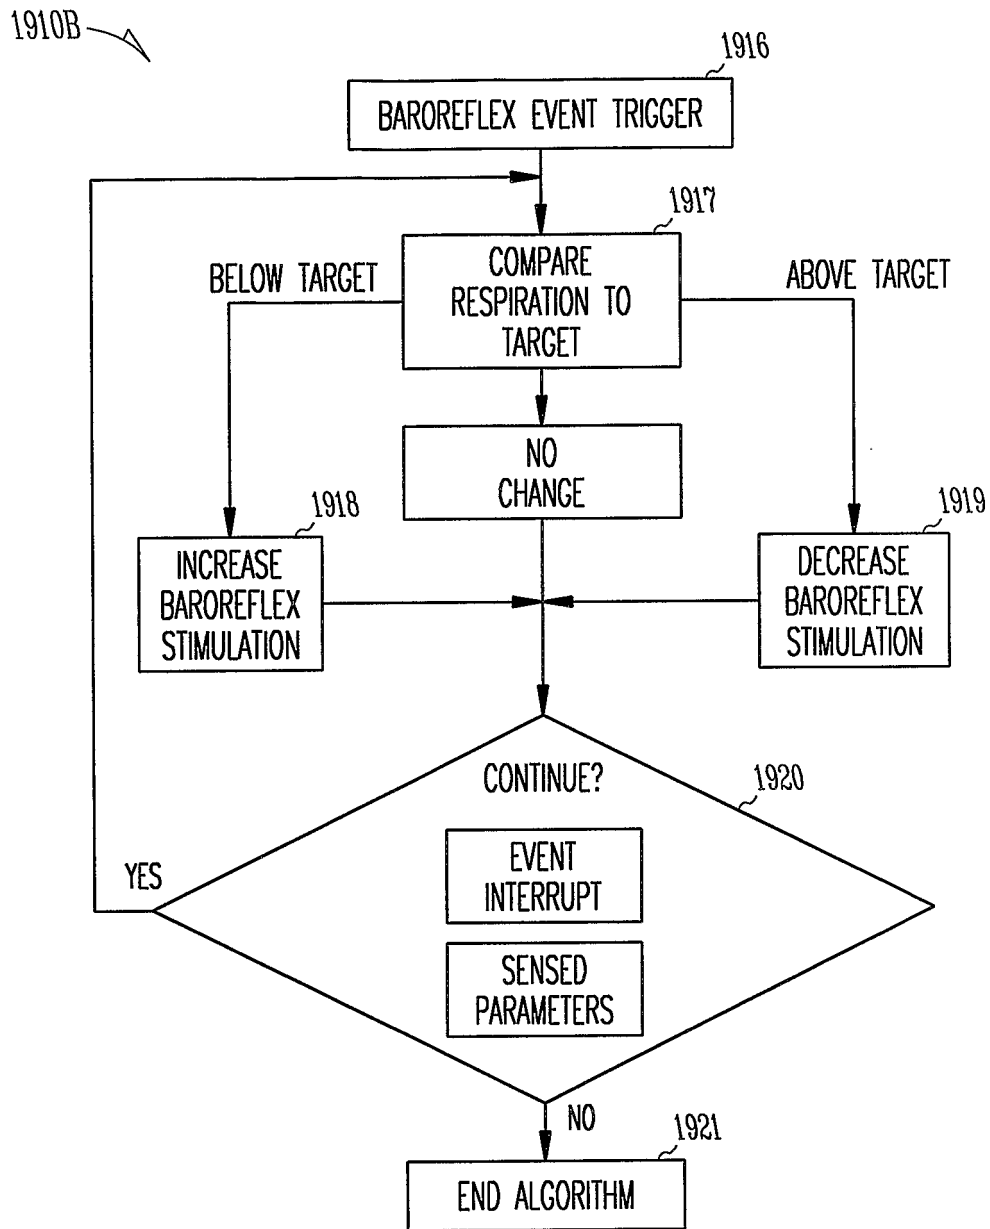 1910B
1916
BAROREFLEX EVENT TRIGGER
1917
COMPARE
RESPIRATION TO
TARGET
BELOW TARGET
ABOVE TARGET
NO
CHANGE
1918
INCREASE
BAROREFLEX
STIMULATION
1919
DECREASE
BAROREFLEX
STIMULATION
CONTINUE?
1920
EVENT
INTERRUPT
YES
SENSED
PARAMETERS
NO
1921
END ALGORITHM